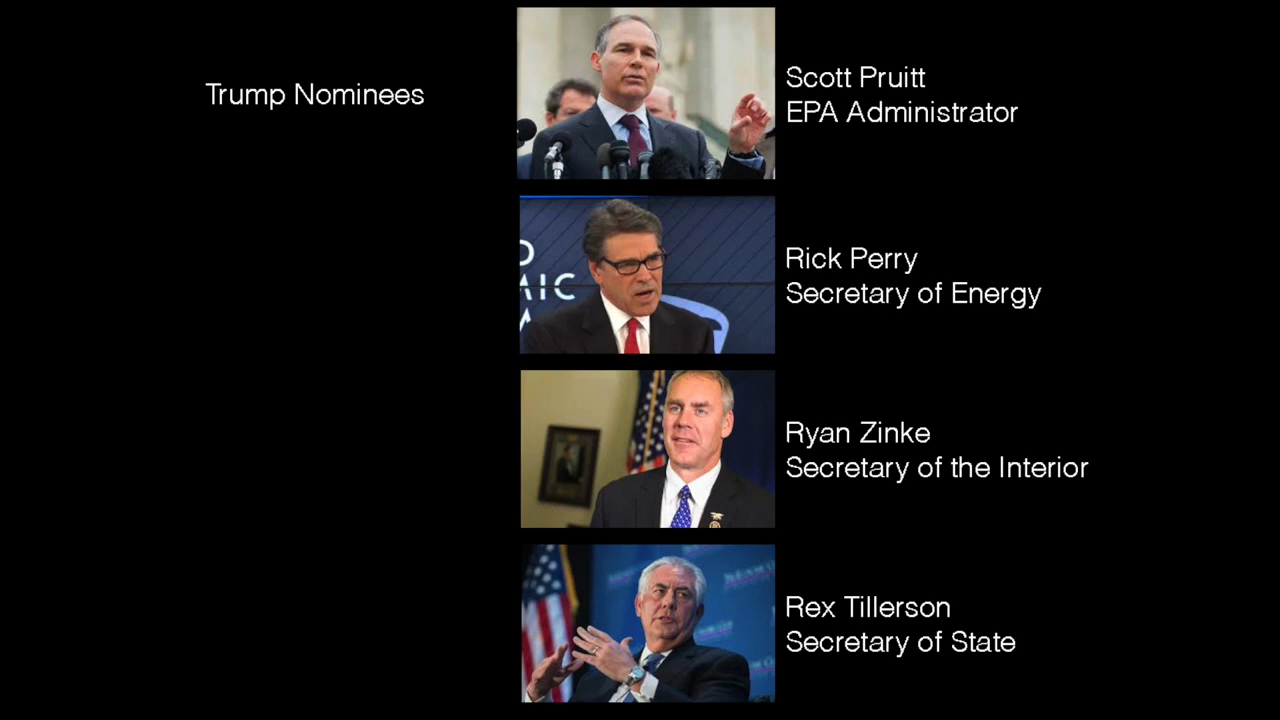 Trump Nominees
Scott Pruitt
EPA Administrator
Rick Perry
Secretary of Energy
Ryan Zinke
Secretary of the Interior
Rex Tillerson
Secretary of State